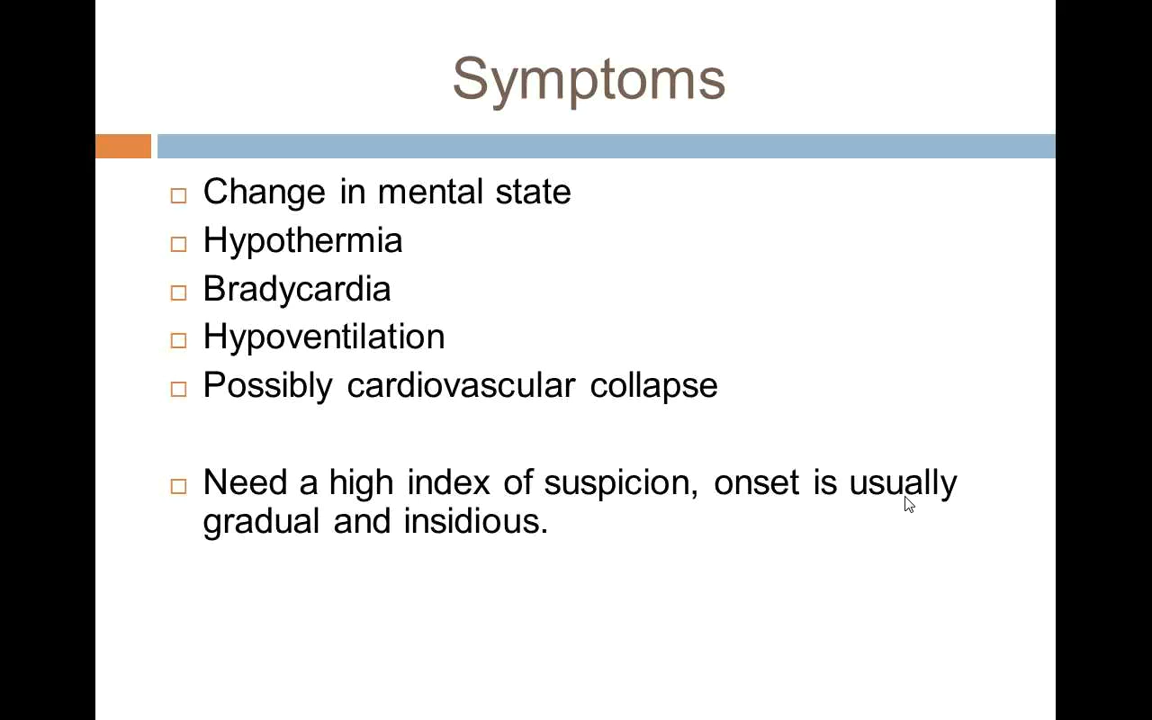 Symptoms
Change in mental state
Hypothermia
Bradycardia
Hypoventilation
Possibly cardiovascular collapse
Need a high index of suspicion, onset is usually
gradual and insidious.